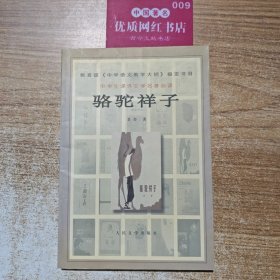 009
中国著名
优质网红书店
教育部《中学语文教学大纲》指定书目
中学生课外文学名著必读
骆驼祥子
老舍 著
骆驼祥子
人民文学出版社